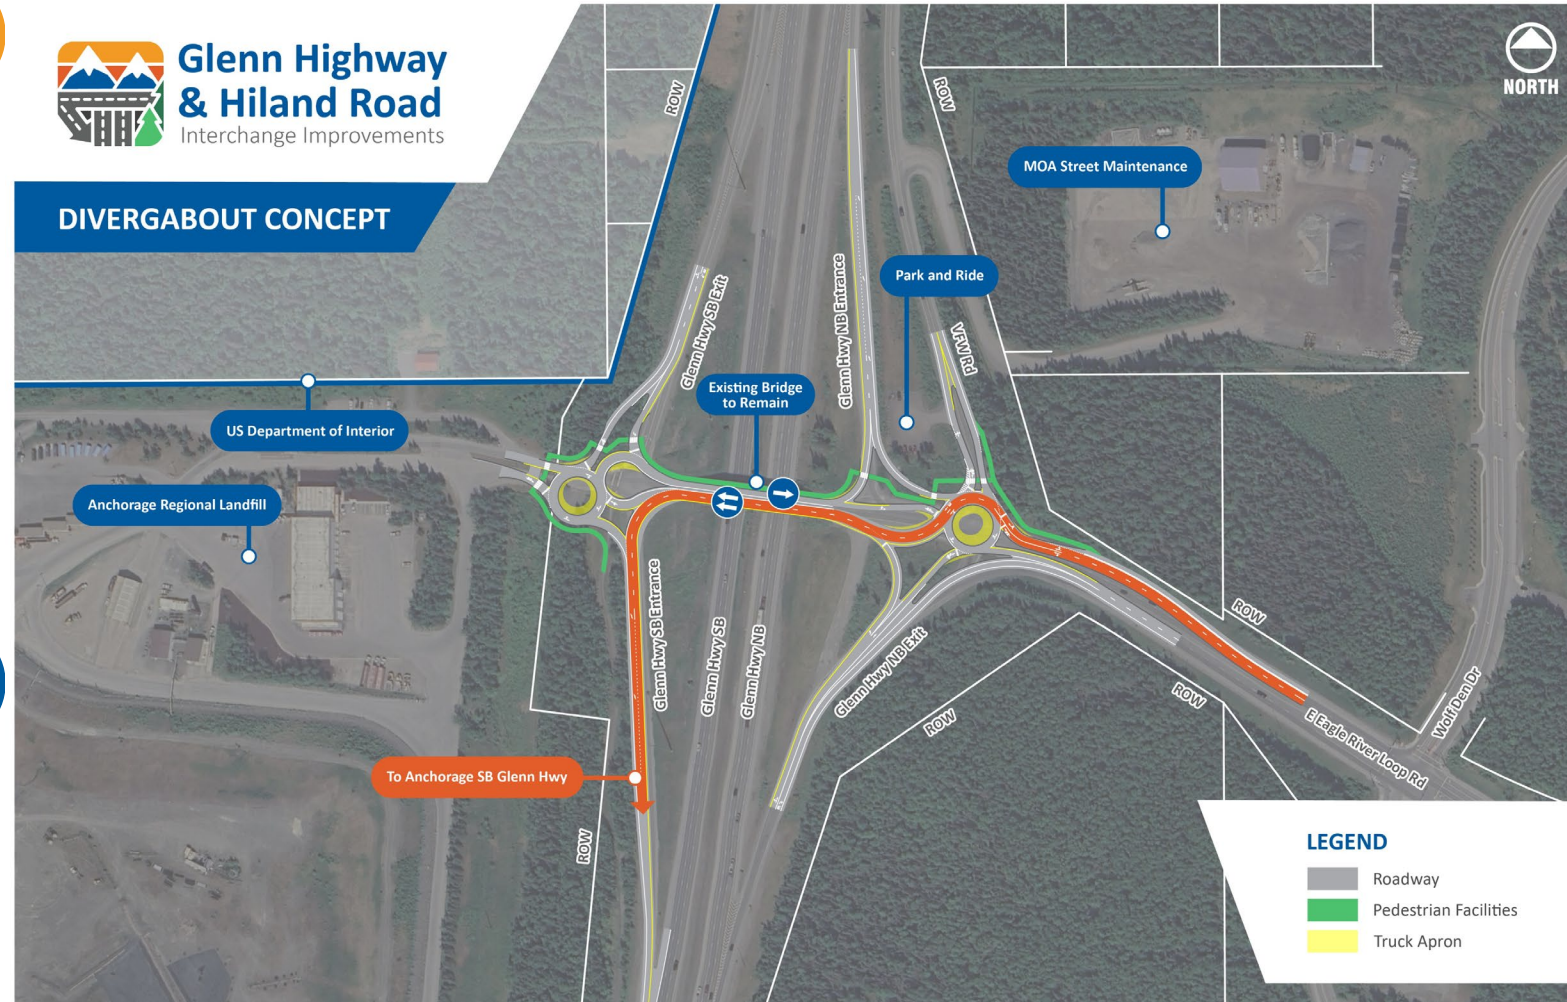 Glenn Highway
& Hiland Road
Interchange Improvements
DIVERGABOUT CONCEPT
NORTH
ROW
ROW
MOA Street Maintenance
Park and Ride
Glenn Hwy SB Exit
Glenn Hwy NB Entrance
VFW Rd
Existing Bridge
to Remain
US Department of Interior
Anchorage Regional Landfill
Glenn Hwy SB Entrance
Glenn Hwy SB
Glenn Hwy NB
Glenn Hwy NB Exit
ROW
ROW
ROW
Wolf Den Dr
E Eagle River Loop Rd
To Anchorage SB Glenn Hwy
ROW
LEGEND
Roadway
Pedestrian Facilities
Truck Apron